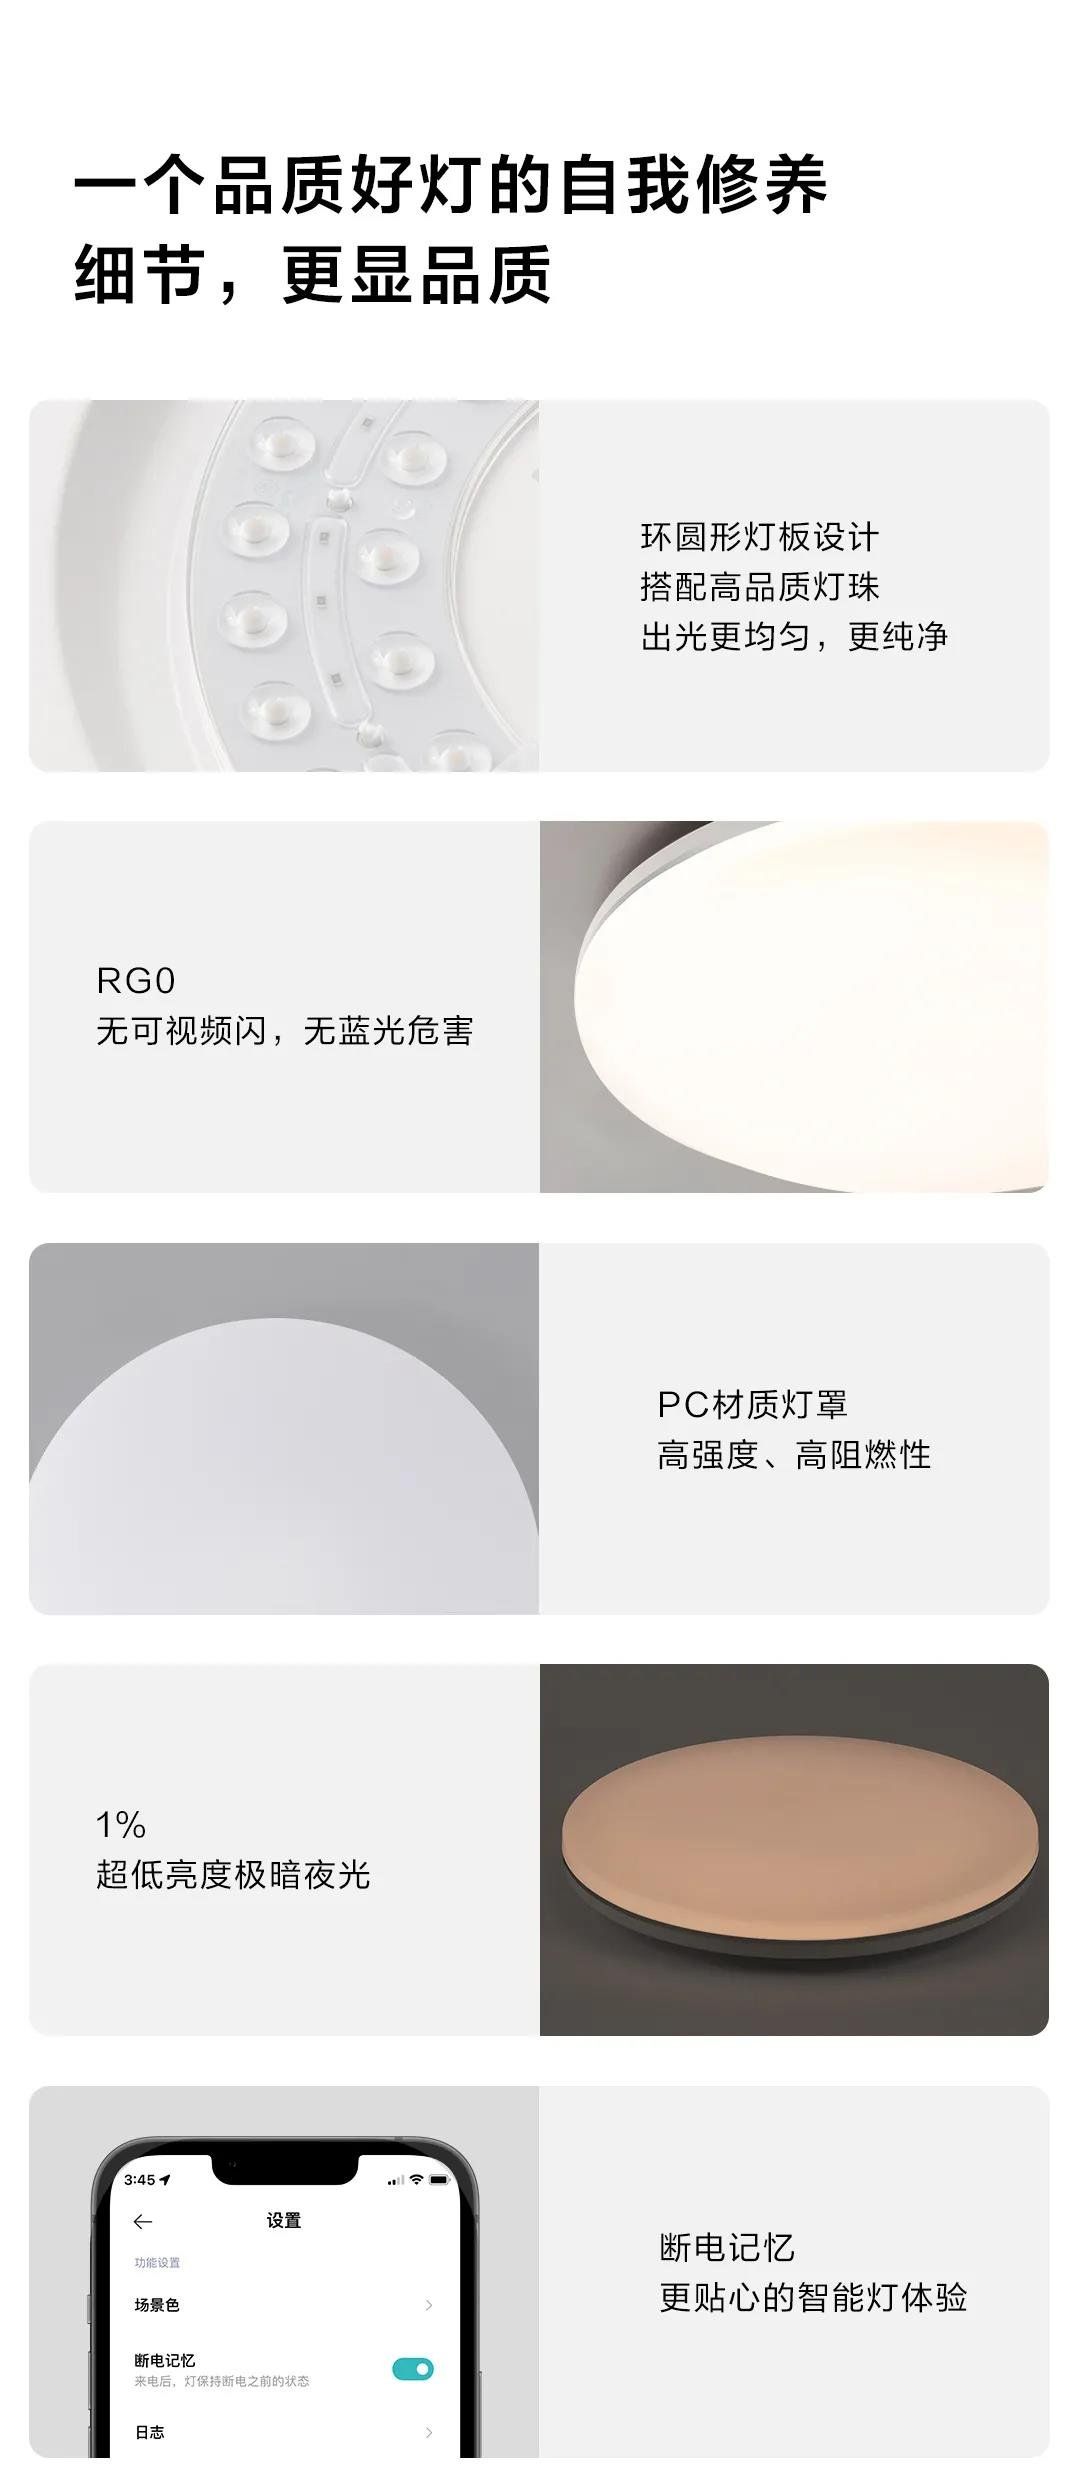 一个品质好灯的自我修养
细节，更显品质
环圆形灯板设计
搭配高品质灯珠
出光更均匀，更纯净
RG0
无可视频闪，无蓝光危害
PC材质灯罩
高强度、高阻燃性
1%
超低亮度极暗夜光
3:45
设置
功能设置
场景色
断电记忆
来电后，灯保持断电之前的状态
日志
断电记忆
更贴心的智能灯体验